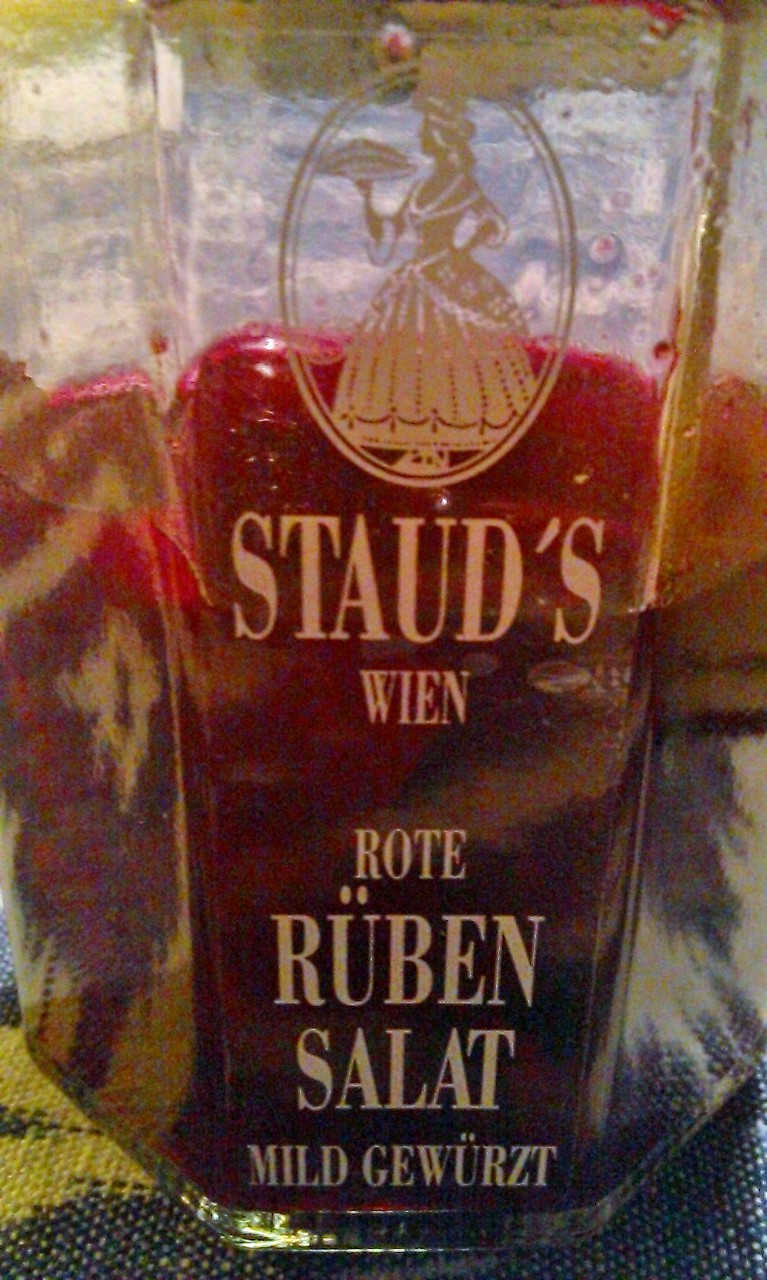 STAUD´S
WIEN
ROTE
RÜBEN
SALAT
MILD GEWÜRZT